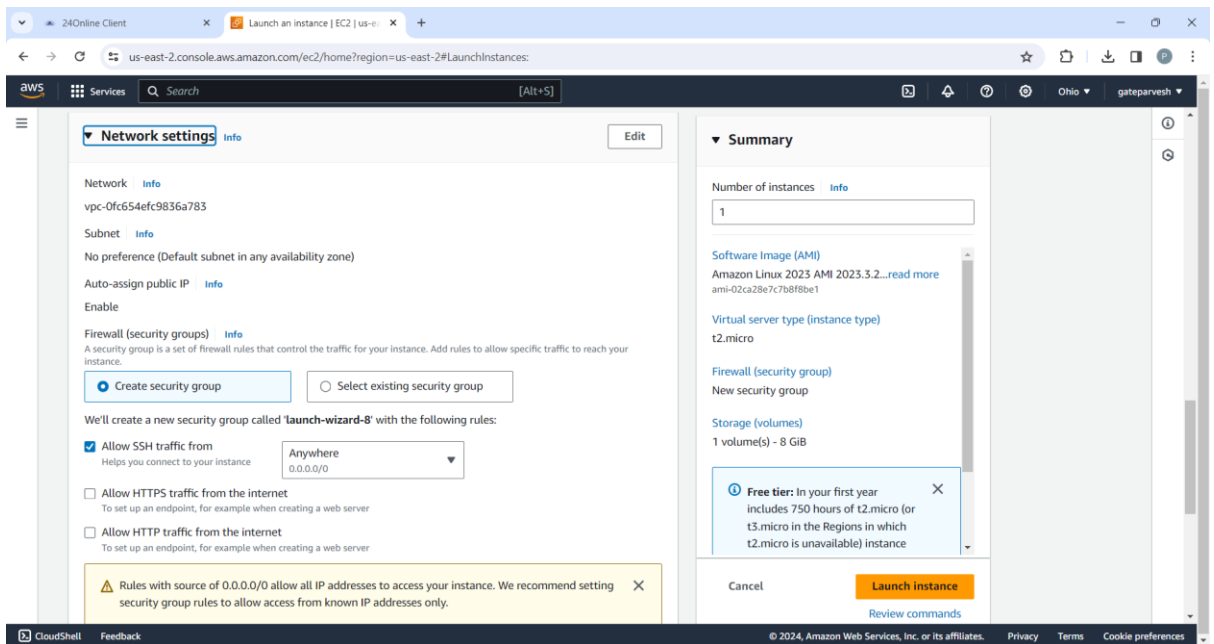 24Online Client
Launch an instance | EC2 | us-e
us-east-2.console.aws.amazon.com/ec2/home?region=us-east-2#LaunchInstances:
P
aws
Services
Search
[Alt+S]
Ohio
gateparvesh
Network settings Info
Edit
Network Info
vpc-0fc654efc9836a783
Subnet Info
No preference (Default subnet in any availability zone)
Auto-assign public IP Info
Enable
Firewall (security groups) Info
A security group is a set of firewall rules that control the traffic for your instance. Add rules to allow specific traffic to reach your
instance.
Create security group
Select existing security group
We'll create a new security group called 'launch-wizard-8' with the following rules:
Allow SSH traffic from
Helps you connect to your instance
Anywhere
0.0.0.0/0
Allow HTTPS traffic from the internet
To set up an endpoint, for example when creating a web server
Allow HTTP traffic from the internet
To set up an endpoint, for example when creating a web server
Rules with source of 0.0.0.0/0 allow all IP addresses to access your instance. We recommend setting
security group rules to allow access from known IP addresses only.
Summary
Number of instances Info
1
Software Image (AMI)
Amazon Linux 2023 AMI 2023.3.2...read more
ami-02ca28e7c7b8f8be1
Virtual server type (instance type)
t2.micro
Firewall (security group)
New security group
Storage (volumes)
1 volume(s) - 8 GiB
Free tier: In your first year
includes 750 hours of t2.micro (or
t3.micro in the Regions in which
t2.micro is unavailable) instance
Cancel
Launch instance
Review commands
CloudShell
Feedback
© 2024, Amazon Web Services, Inc. or its affiliates.
Privacy
Terms
Cookie preferences